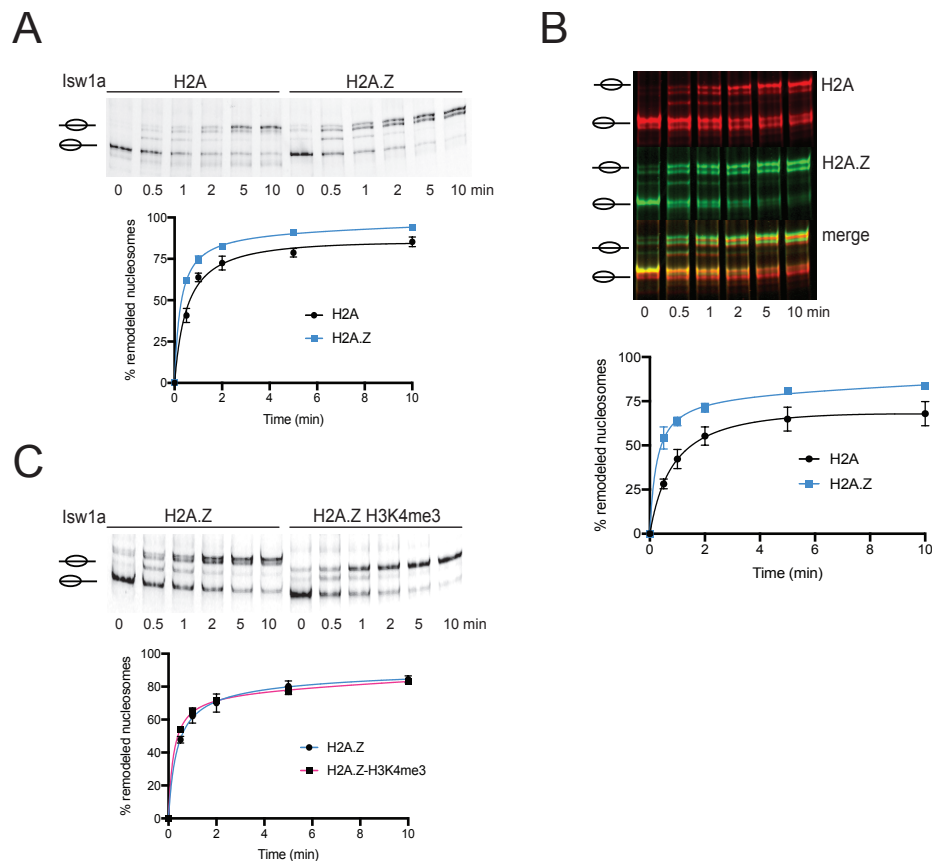 A
Isw1a
H2A
H2A.Z
0 0.5 1 2 5 10 0 0.5 1 2 5 10 min
% remodeled nucleosomes
100
75
50
25
0
H2A
H2A.Z
0 2 4 6 8 10
Time (min)
B
H2A
H2A.Z
merge
0 0.5 1 2 5 10 min
% remodeled nucleosomes
100
75
50
25
0
H2A
H2A.Z
0 2 4 6 8 10
Time (min)
C
Isw1a
H2A.Z
H2A.Z H3K4me3
0 0.5 1 2 5 10 0 0.5 1 2 5 10 min
% remodeled nucleosomes
100
80
60
40
20
0
H2A.Z
H2A.Z-H3K4me3
0 2 4 6 8 10
Time (min)